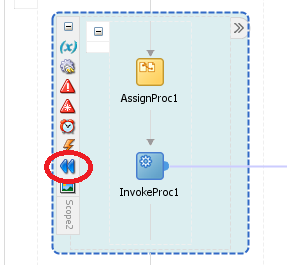 (x)
AssignProc1
InvokeProc1
Scope2